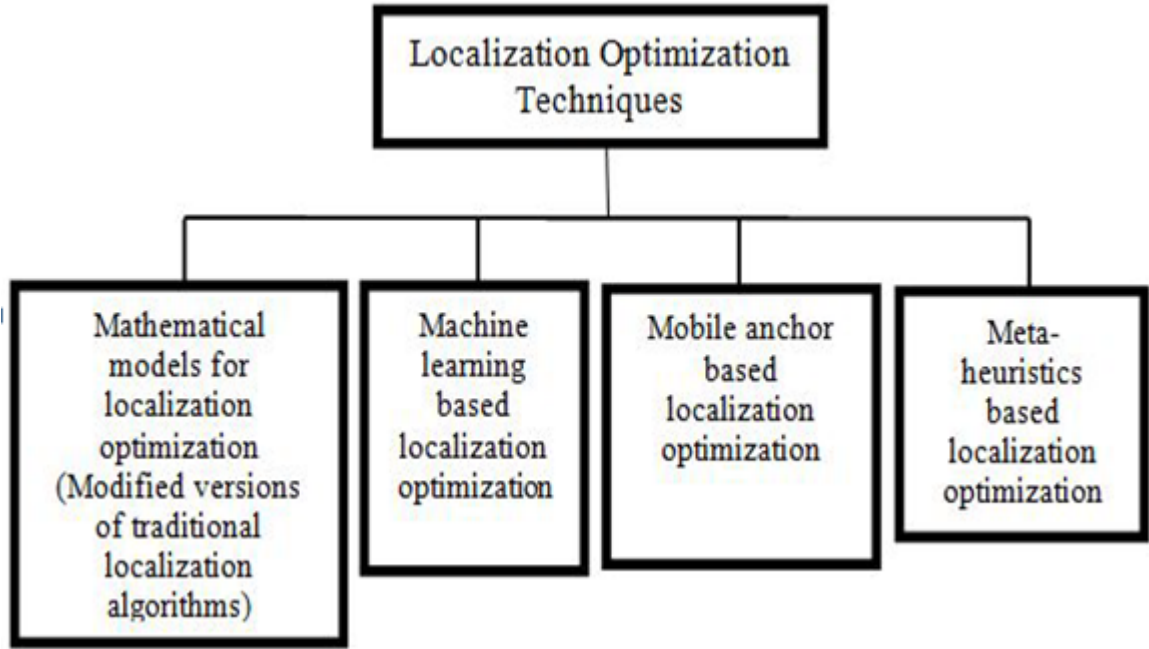 Localization Optimization
Techniques
Mathematical
models for
localization
optimization
(Modified versions
of traditional
localization
algorithms)
Machine
learning
based
localization
optimization
Mobile anchor
based
localization
optimization
Meta-
heuristics
based
localization
optimization